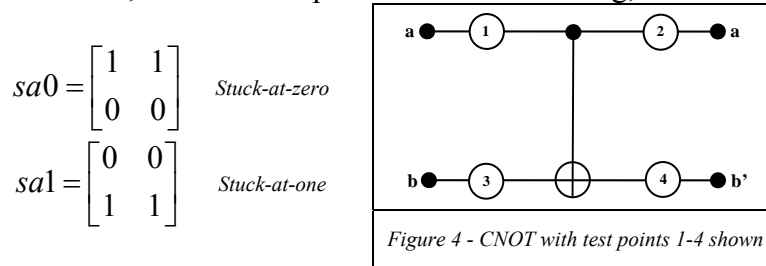 sa0 = [1 1
0 0] Stuck-at-zero
sa1 = [0 0
1 1] Stuck-at-one
a 1 2 a
b 3 4 b’
Figure 4 - CNOT with test points 1-4 shown